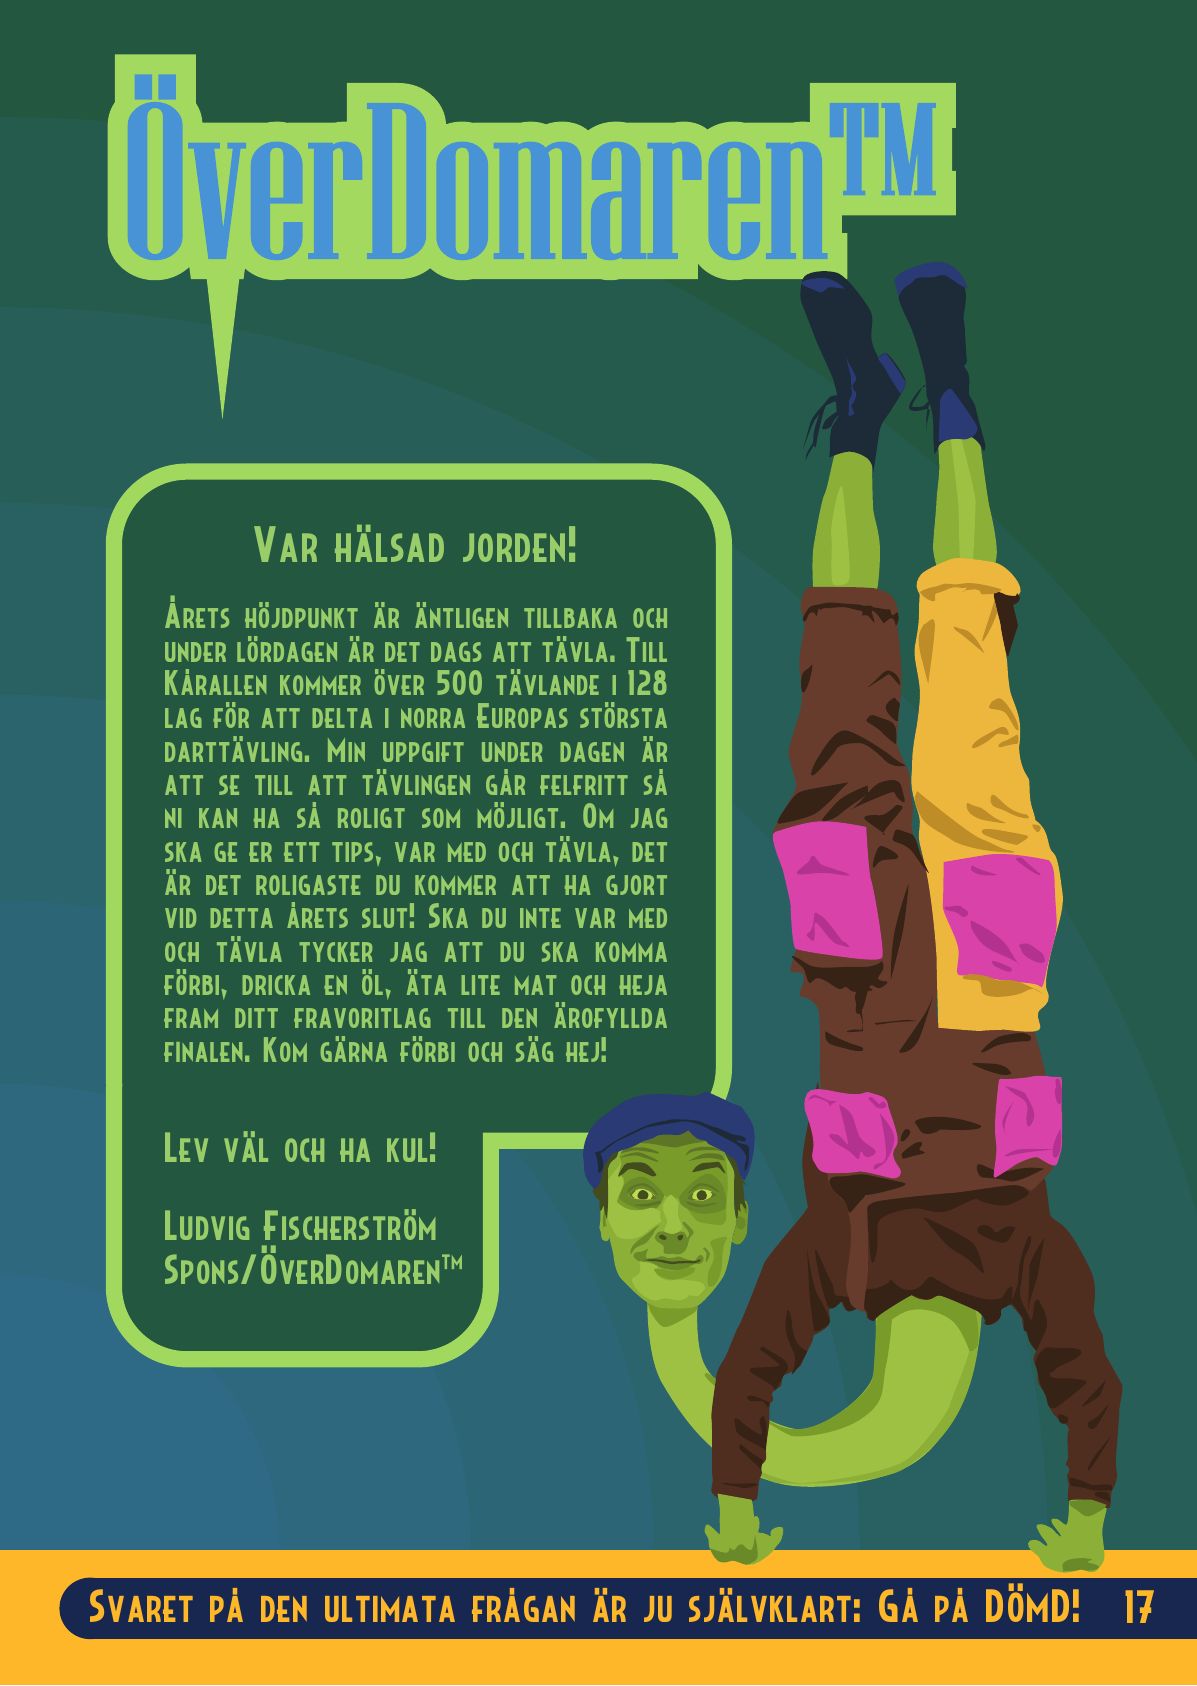 ÖverDomaren™
Var hälsad jorden!
Årets höjdpunkt är äntligen tillbaka och
under lördagen är det dags att tävla. Till
Kårallen kommer över 500 tävlande i 128
lag för att delta i norra Europas största
darttävling. Min uppgift under dagen är
att se till att tävlingen går felfritt så
ni kan ha så roligt som möjligt. Om jag
ska ge er ett tips, var med och tävla, det
är det roligaste du kommer att ha gjort
vid detta årets slut! Ska du inte var med
och tävla tycker jag att du ska komma
förbi, dricka en öl, äta lite mat och heja
fram ditt fravoritlag till den ärofyllda
finalen. Kom gärna förbi och säg hej!
Lev väl och ha kul!
Ludvig Fischerström
Spons/ÖverDomaren™
Svaret på den ultimata frågan är ju självklart: Gå på DÖMD! 17